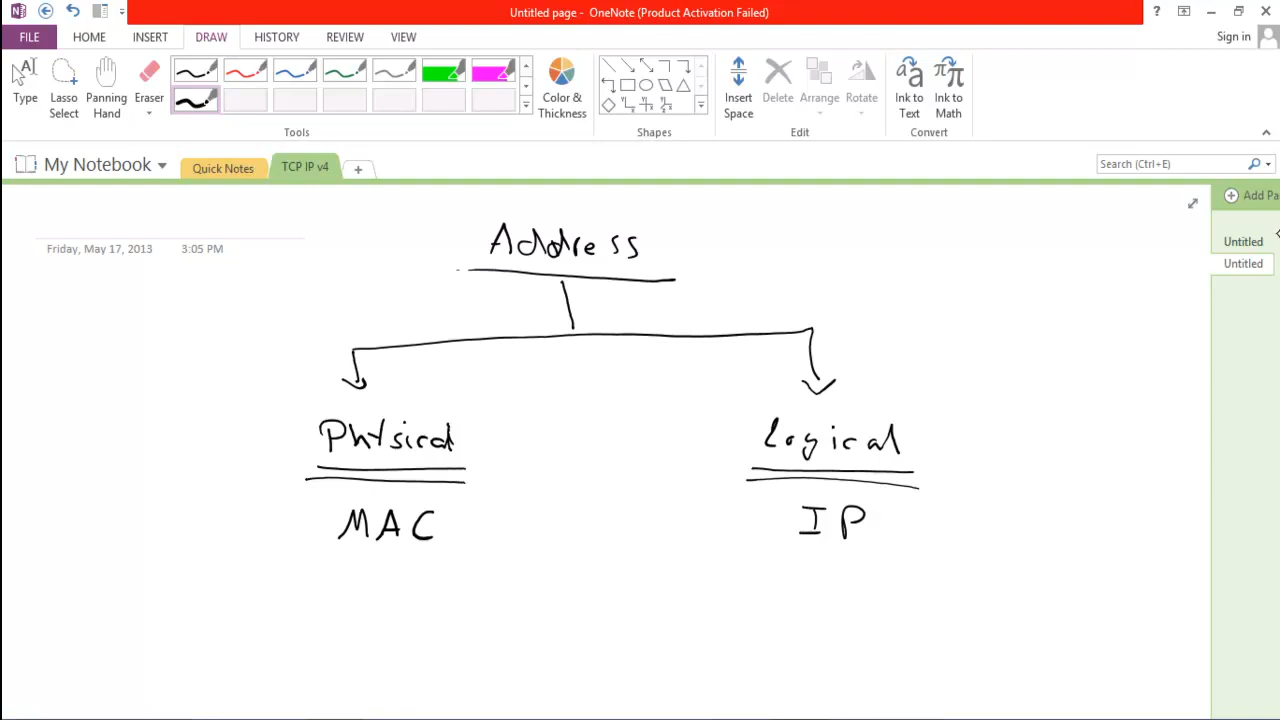 Untitled page - OneNote (Product Activation Failed)
FILE HOME INSERT DRAW HISTORY REVIEW VIEW Sign in
Type Lasso Select Panning Hand Eraser Color & Thickness Insert Space Delete Arrange Rotate Ink to Text Ink to Math
Tools Shapes Edit Convert
My Notebook Quick Notes TCP IP v4 Search (Ctrl+E)
Add Pa
Friday, May 17, 2013 3:05 PM
Untitled
Untitled
Address
Physical Logical
MAC IP